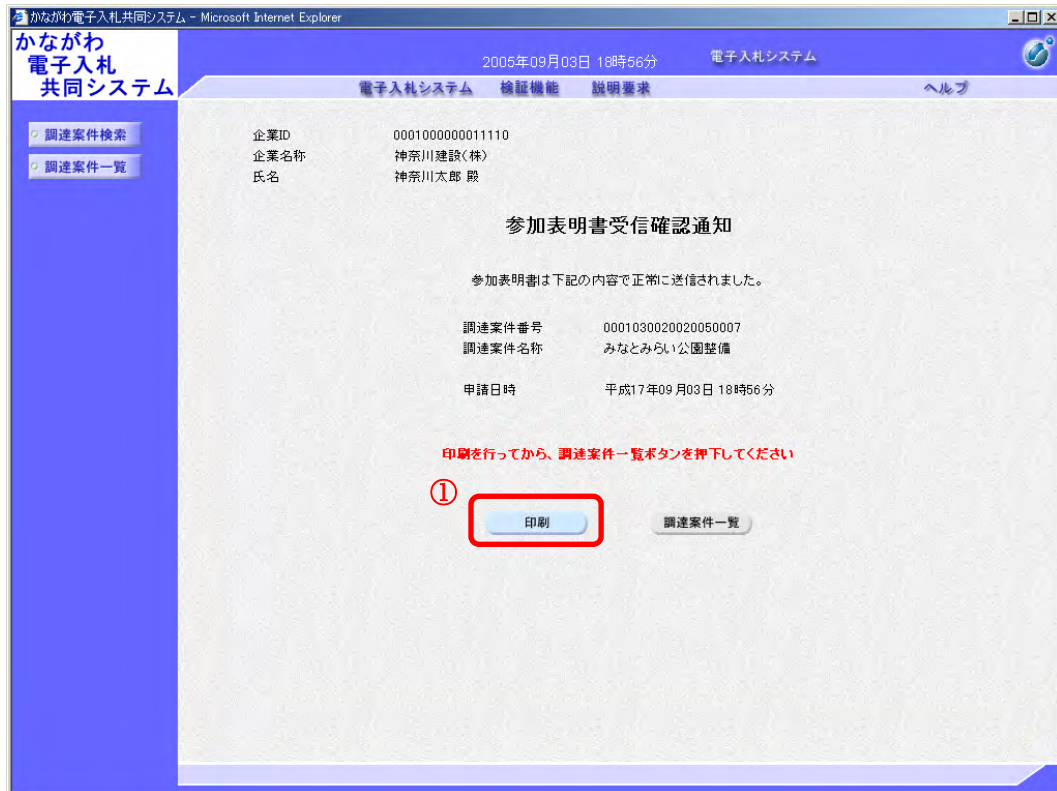 かながわ電子入札共同システム - Microsoft Internet Explorer
かながわ
電子入札
共同システム
2005年09月03日 18時56分
電子入札システム
電子入札システム 検証機能 説明要求 ヘルプ
調達案件検索
調達案件一覧
企業ID 0001000000011110
企業名称 神奈川建設(株)
氏名 神奈川太郎 殿
参加表明書受信確認通知
参加表明書は下記の内容で正常に送信されました。
調達案件番号 0001030020020050007
調達案件名称 みなとみらい公園整備
申請日時 平成17年09月03日 18時56分
印刷を行ってから、調達案件一覧ボタンを押下してください
①
印刷 調達案件一覧